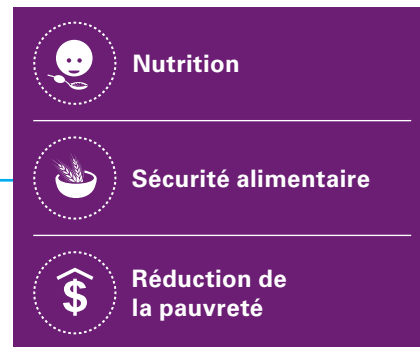 Nutrition
Sécurité alimentaire
$
Réduction de
la pauvreté